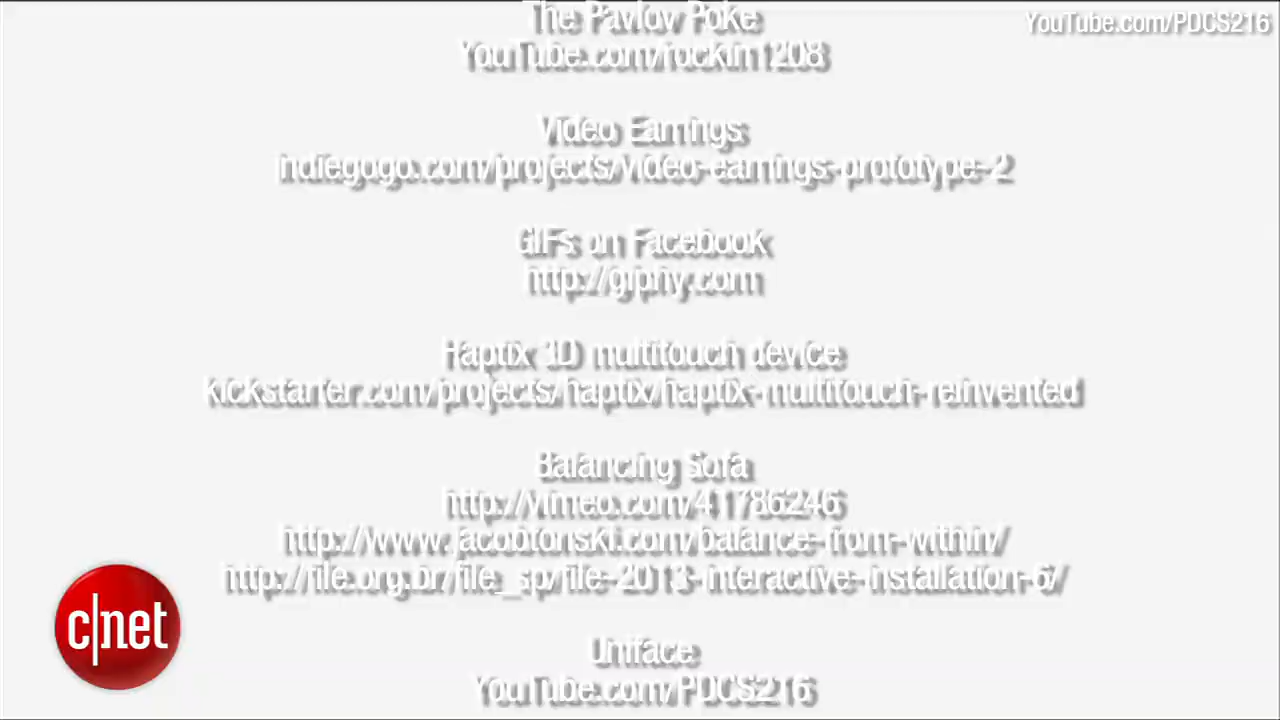 The Pavlov Poke
YouTube.com/PDCS216
YouTube.com/rockin1208
Video Earnings
indiegogo.com/projects/video-earnings-prototype-2
GIFs on Facebook
http://giphy.com
Haptix 3D multitouch device
kickstarter.com/projects/haptix/haptix-multitouch-reinvented
Balancing Sofa
http://vimeo.com/41786246
http://www.jacobtonski.com/balance-from-within/
http://file.org.br/file_sp/file-2013-interactive-installation-6/
c|net
Uniface
YouTube.com/PDCS216